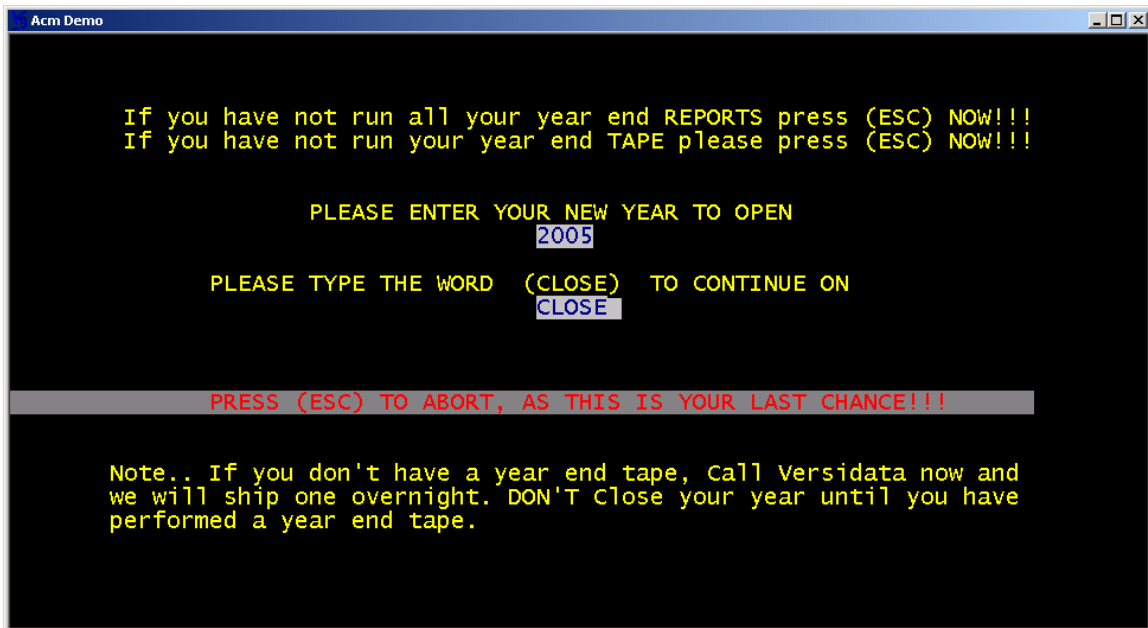 Acm Demo
If you have not run all your year end REPORTS press (ESC) NOW!!!
If you have not run your year end TAPE please press (ESC) NOW!!!
PLEASE ENTER YOUR NEW YEAR TO OPEN
2005
PLEASE TYPE THE WORD (CLOSE) TO CONTINUE ON
CLOSE
PRESS (ESC) TO ABORT, AS THIS IS YOUR LAST CHANCE!!!
Note.. If you don't have a year end tape, Call Versidata now and
we will ship one overnight. DON'T Close your year until you have
performed a year end tape.